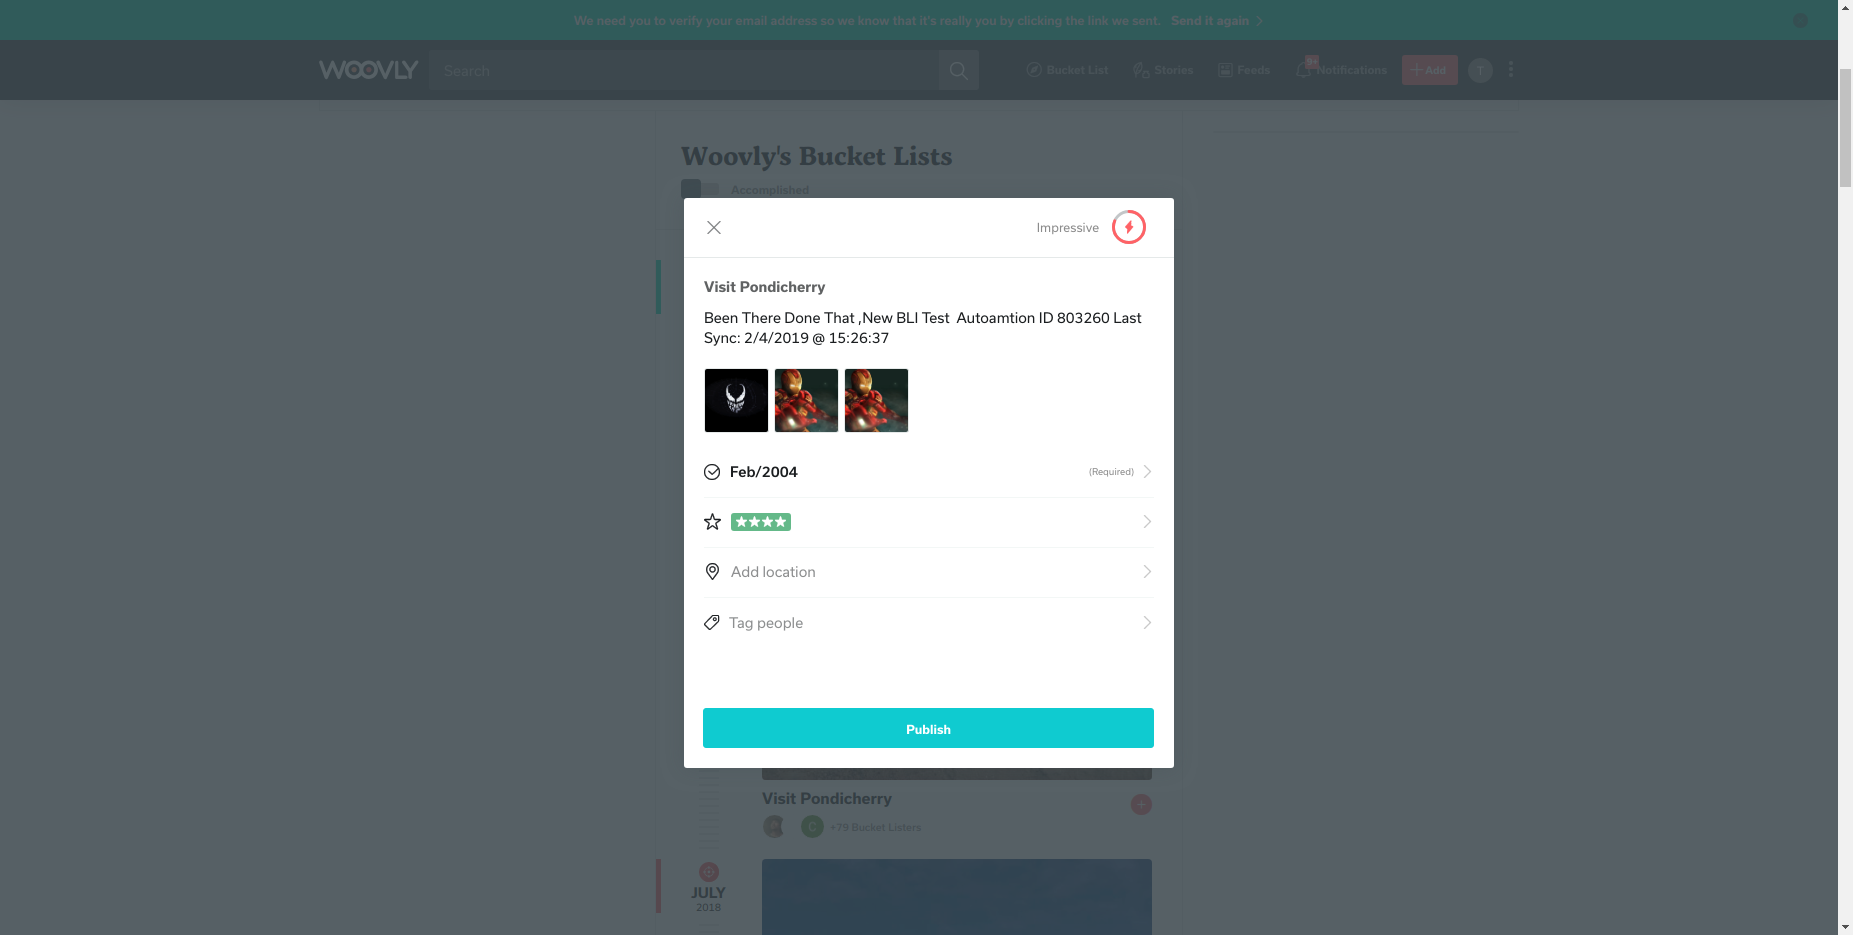 We need you to verify your email address so we know that it's really you by clicking the link we sent. Send it again
WOOVLY
Search
Bucket List
Stories
Feeds
9+
Notifications
+ Add
T
Woovly's Bucket Lists
Accomplished
Impressive
Visit Pondicherry
Been There Done That ,New BLI Test  Autoamtion ID 803260 Last
Sync: 2/4/2019 @ 15:26:37
Feb/2004
(Required)
Add location
Tag people
Publish
Visit Pondicherry
C
+79 Bucket Listers
JULY
2018